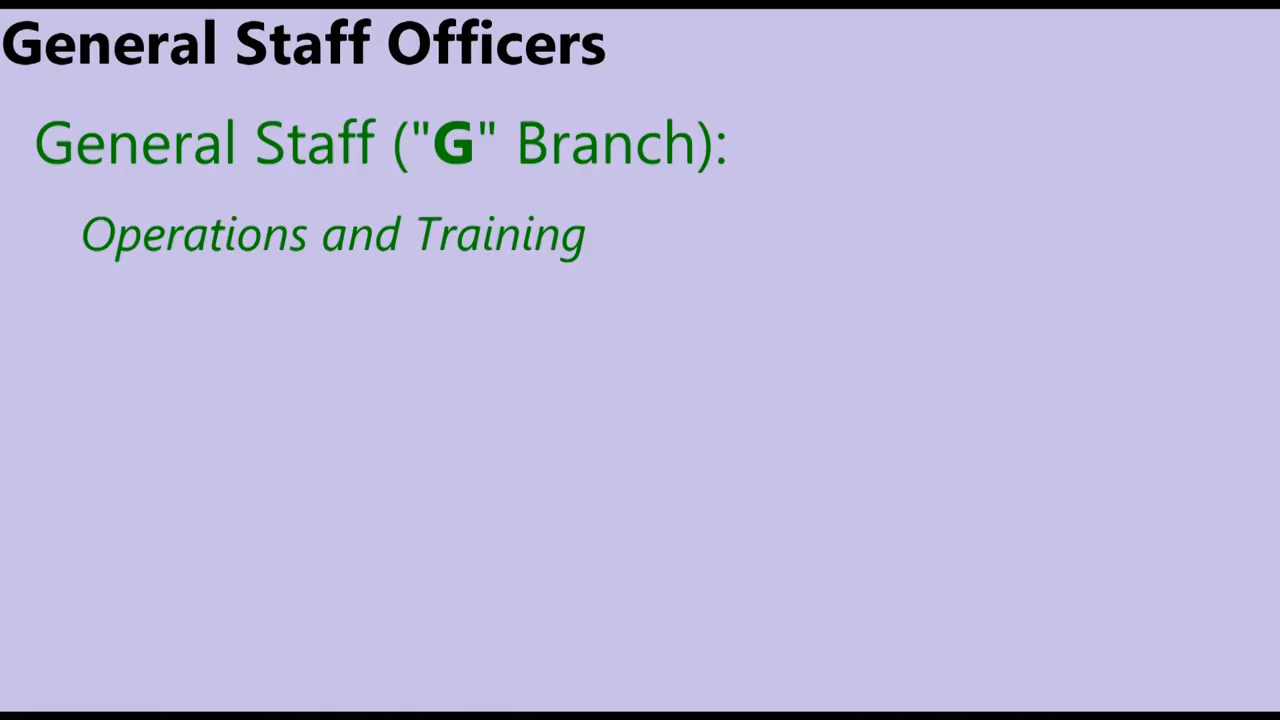 General Staff Officers
General Staff ("G" Branch):
Operations and Training